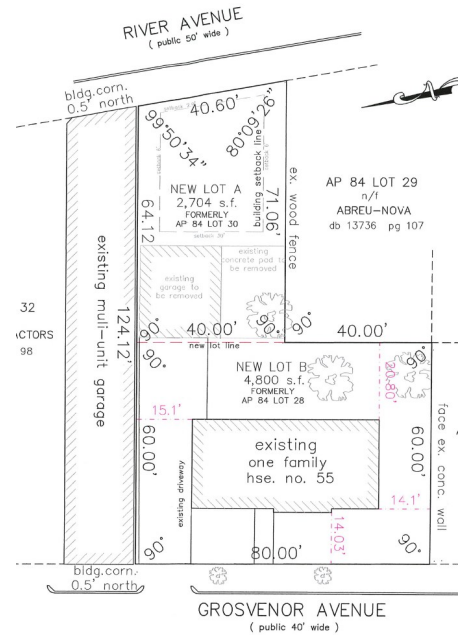 RIVER AVENUE
( public 50' wide )
bldg.corn.
0.5' north
40.60'
99°50'34"
80°09'26"
building setback line
NEW LOT A
2,704 s.f.
FORMERLY
AP 84 LOT 30
64.12
71.06'
ex. wood fence
AP 84 LOT 29
n/f
ABREU-NOVA
db 13736 pg 107
existing
garage to
be removed
existing
concrete pad to
be removed
existing muli-unit garage
124.12'
32
ACTORS
98
90°
40.00'
90°
90°
40.00'
new lot line
90°
90°
NEW LOT B
4,800 s.f.
FORMERLY
AP 84 LOT 28
20.80'
15.1'
60.00'
existing driveway
existing
one family
hse. no. 55
60.00'
face ex. conc. wall
14.1'
14.03'
90°
80.00'
90°
bldg.corn.
0.5' north
GROSVENOR AVENUE
( public 40' wide )